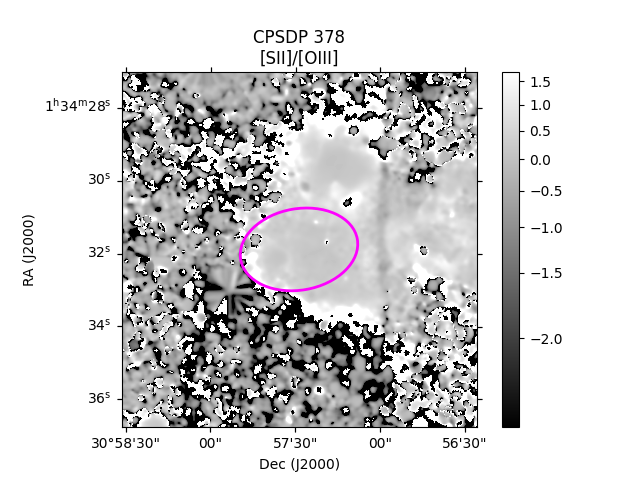 CPSDP 378
[SII]/[OIII]
1h34m28s
30s
32s
34s
36s
RA (J2000)
30°58'30" 00" 57'30" 00" 56'30"
Dec (J2000)
1.5
1.0
0.5
0.0
−0.5
−1.0
−1.5
−2.0